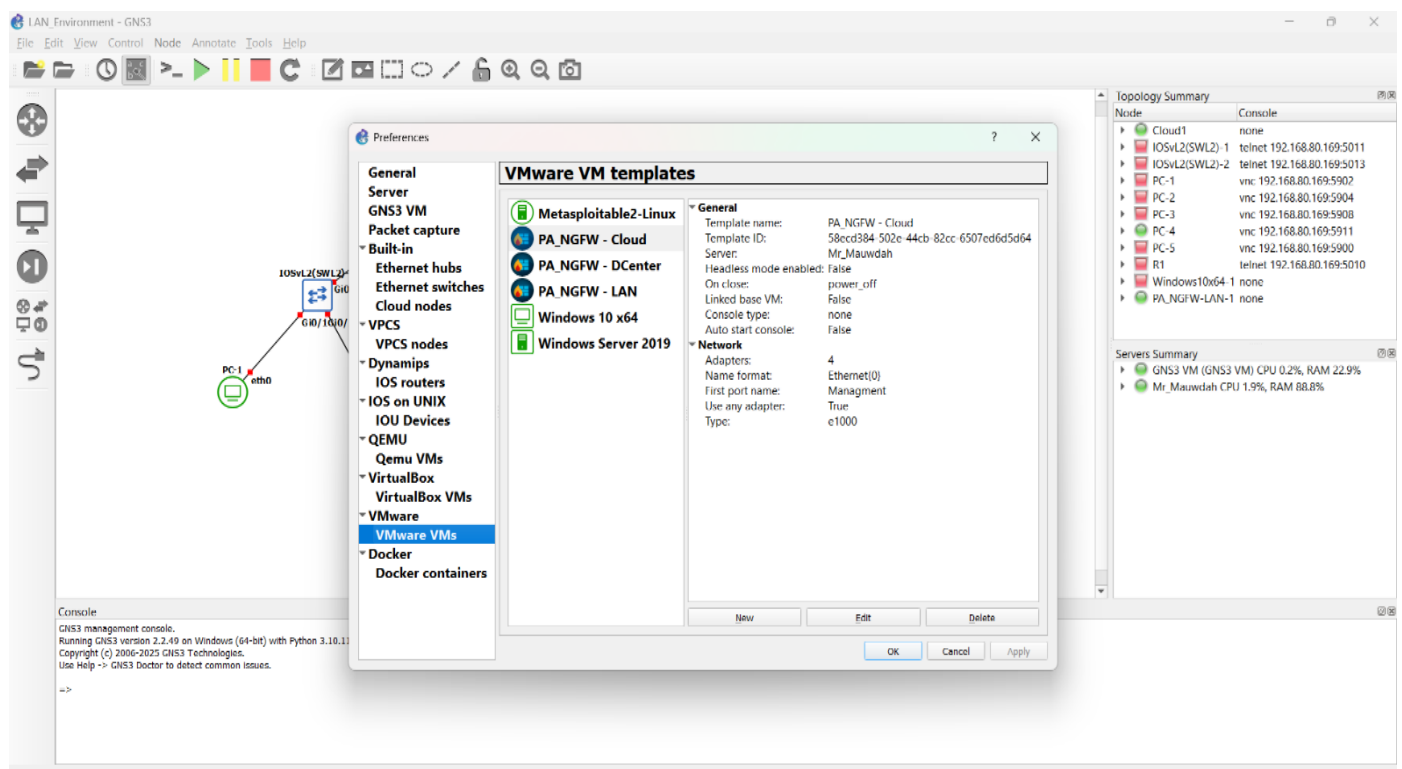 LAN_Environment - GNS3
File Edit View Control Node Annotate Tools Help
Topology Summary
Node Console
Cloud1 none
IOSvL2(SWL2)-1 telnet 192.168.80.169:5011
IOSvL2(SWL2)-2 telnet 192.168.80.169:5013
PC-1 vnc 192.168.80.169:5902
PC-2 vnc 192.168.80.169:5904
PC-3 vnc 192.168.80.169:5908
PC-4 vnc 192.168.80.169:5911
PC-5 vnc 192.168.80.169:5900
R1 telnet 192.168.80.169:5010
Windows10x64-1 none
PA_NGFW-LAN-1 none
Servers Summary
GNS3 VM (GNS3 VM) CPU 0.2%, RAM 22.9%
Mr_Mauwdah CPU 1.9%, RAM 88.8%
IOSvL2(SWL2)-
Gi0
Gi0/1Gi0/
PC-1
eth0
Preferences
?
General
Server
GNS3 VM
Packet capture
Built-in
Ethernet hubs
Ethernet switches
Cloud nodes
VPCS
VPCS nodes
Dynamips
IOS routers
IOS on UNIX
IOU Devices
QEMU
Qemu VMs
VirtualBox
VirtualBox VMs
VMware
VMware VMs
Docker
Docker containers
VMware VM templates
Metasploitable2-Linux
PA_NGFW - Cloud
PA_NGFW - DCenter
PA_NGFW - LAN
Windows 10 x64
Windows Server 2019
General
Template name: PA_NGFW - Cloud
Template ID: 58ecd384-502e-44cb-82cc-6507ed6d5d64
Server: Mr_Mauwdah
Headless mode enabled: False
On close: power_off
Linked base VM: False
Console type: none
Auto start console: False
Network
Adapters: 4
Name format: Ethernet{0}
First port name: Managment
Use any adapter: True
Type: e1000
New Edit Delete
OK Cancel Apply
Console
GNS3 management console.
Running GNS3 version 2.2.49 on Windows (64-bit) with Python 3.10.11
Copyright (c) 2006-2025 GNS3 Technologies.
Use Help -> GNS3 Doctor to detect common issues.
=>